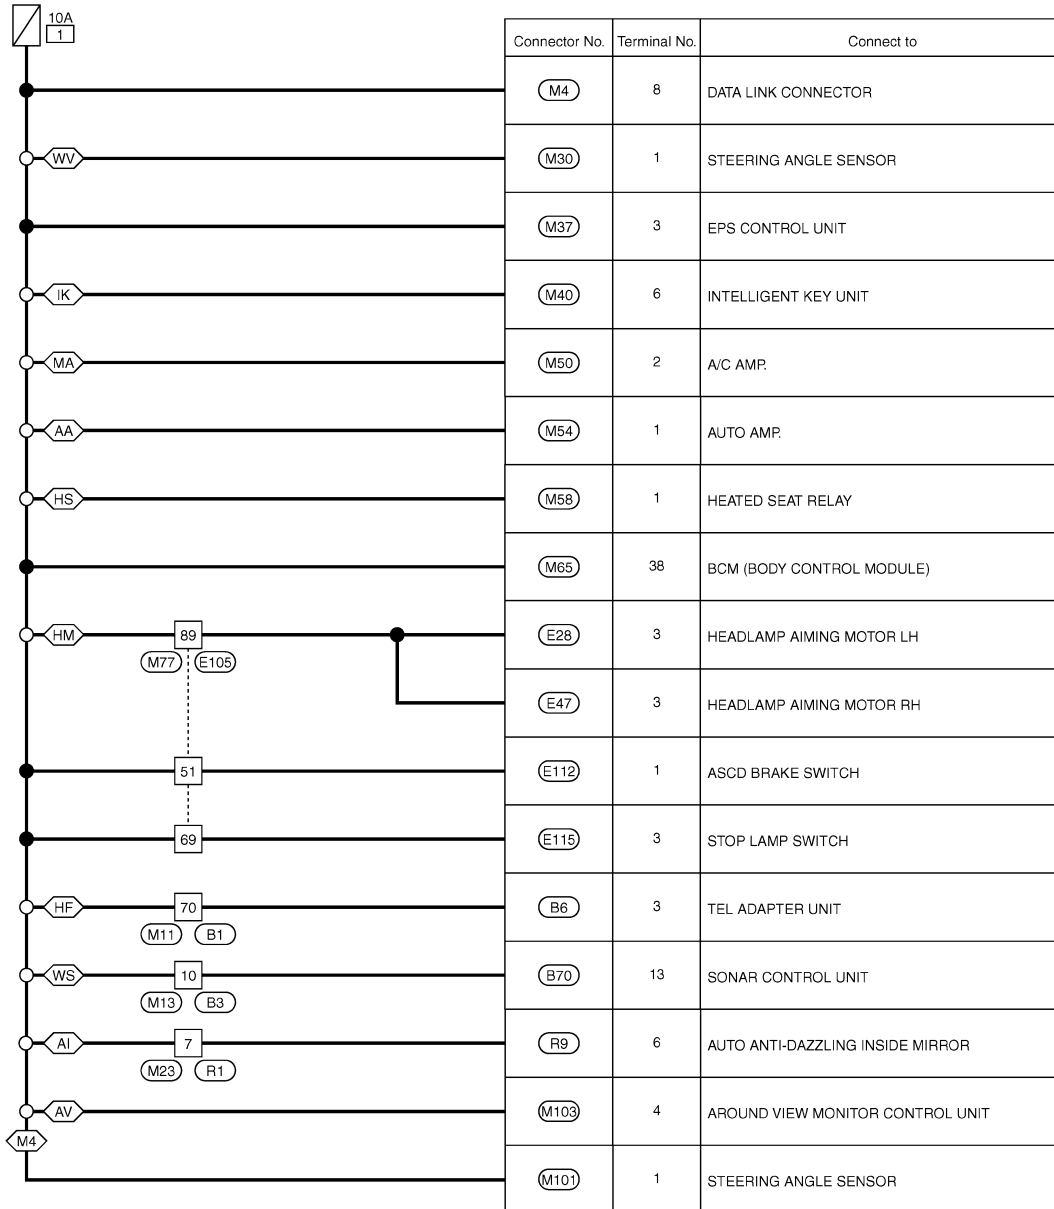 10A
1
Connector No. Terminal No. Connect to
M4 8 DATA LINK CONNECTOR
WV M30 1 STEERING ANGLE SENSOR
M37 3 EPS CONTROL UNIT
IK M40 6 INTELLIGENT KEY UNIT
MA M50 2 A/C AMP.
AA M54 1 AUTO AMP.
HS M58 1 HEATED SEAT RELAY
M65 38 BCM (BODY CONTROL MODULE)
HM 89 E28 3 HEADLAMP AIMING MOTOR LH
M77 E105
E47 3 HEADLAMP AIMING MOTOR RH
51 E112 1 ASCD BRAKE SWITCH
69 E115 3 STOP LAMP SWITCH
HF 70 B6 3 TEL ADAPTER UNIT
M11 B1
WS 10 B70 13 SONAR CONTROL UNIT
M13 B3
AI 7 R9 6 AUTO ANTI-DAZZLING INSIDE MIRROR
M23 R1
AV M103 4 AROUND VIEW MONITOR CONTROL UNIT
M4
M101 1 STEERING ANGLE SENSOR